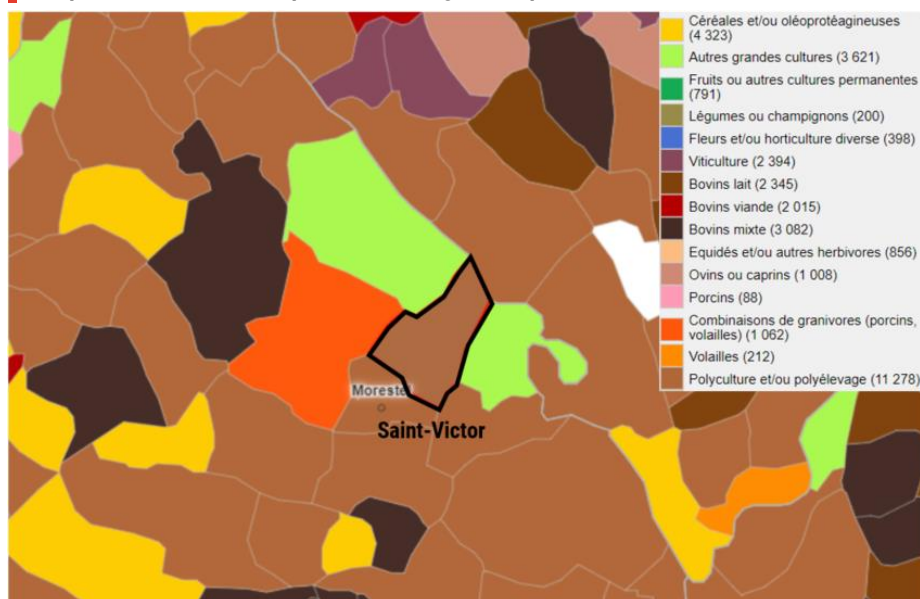 Céréales et/ou oléoprotéagineuses
(4 323)
Autres grandes cultures (3 621)
Fruits ou autres cultures permanentes
(791)
Légumes ou champignons (200)
Fleurs et/ou horticulture diverse (398)
Viticulture (2 394)
Bovins lait (2 345)
Bovins viande (2 015)
Bovins mixte (3 082)
Equidés et/ou autres herbivores (856)
Ovins ou caprins (1 008)
Porcins (88)
Combinaisons de granivores (porcins,
volailles) (1 062)
Volailles (212)
Polyculture et/ou polyélevage (11 278)
Morestel
Saint-Victor